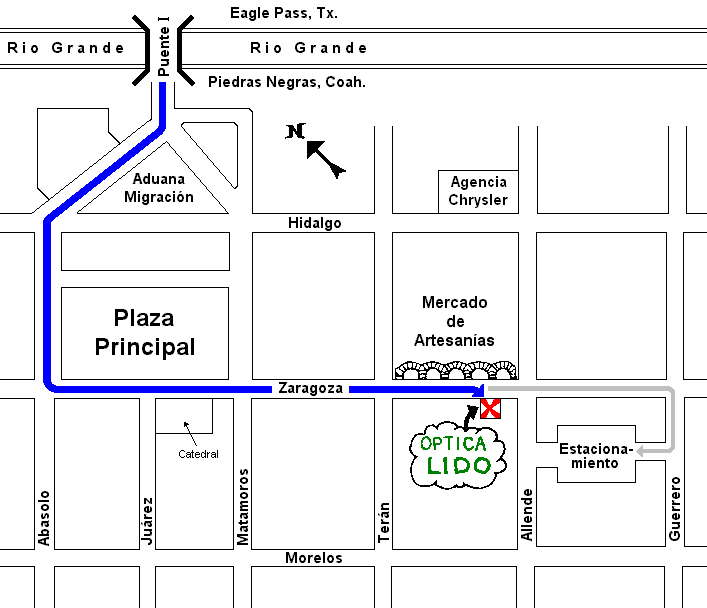 Eagle Pass, Tx.
Rio Grande
Puente I
Rio Grande
Piedras Negras, Coah.
N
Aduana
Migración
Agencia
Chrysler
Hidalgo
Plaza
Principal
Mercado
de
Artesanías
Zaragoza
Catedral
OPTICA
LIDO
Estaciona-
miento
Abasolo
Juárez
Matamoros
Terán
Allende
Guerrero
Morelos